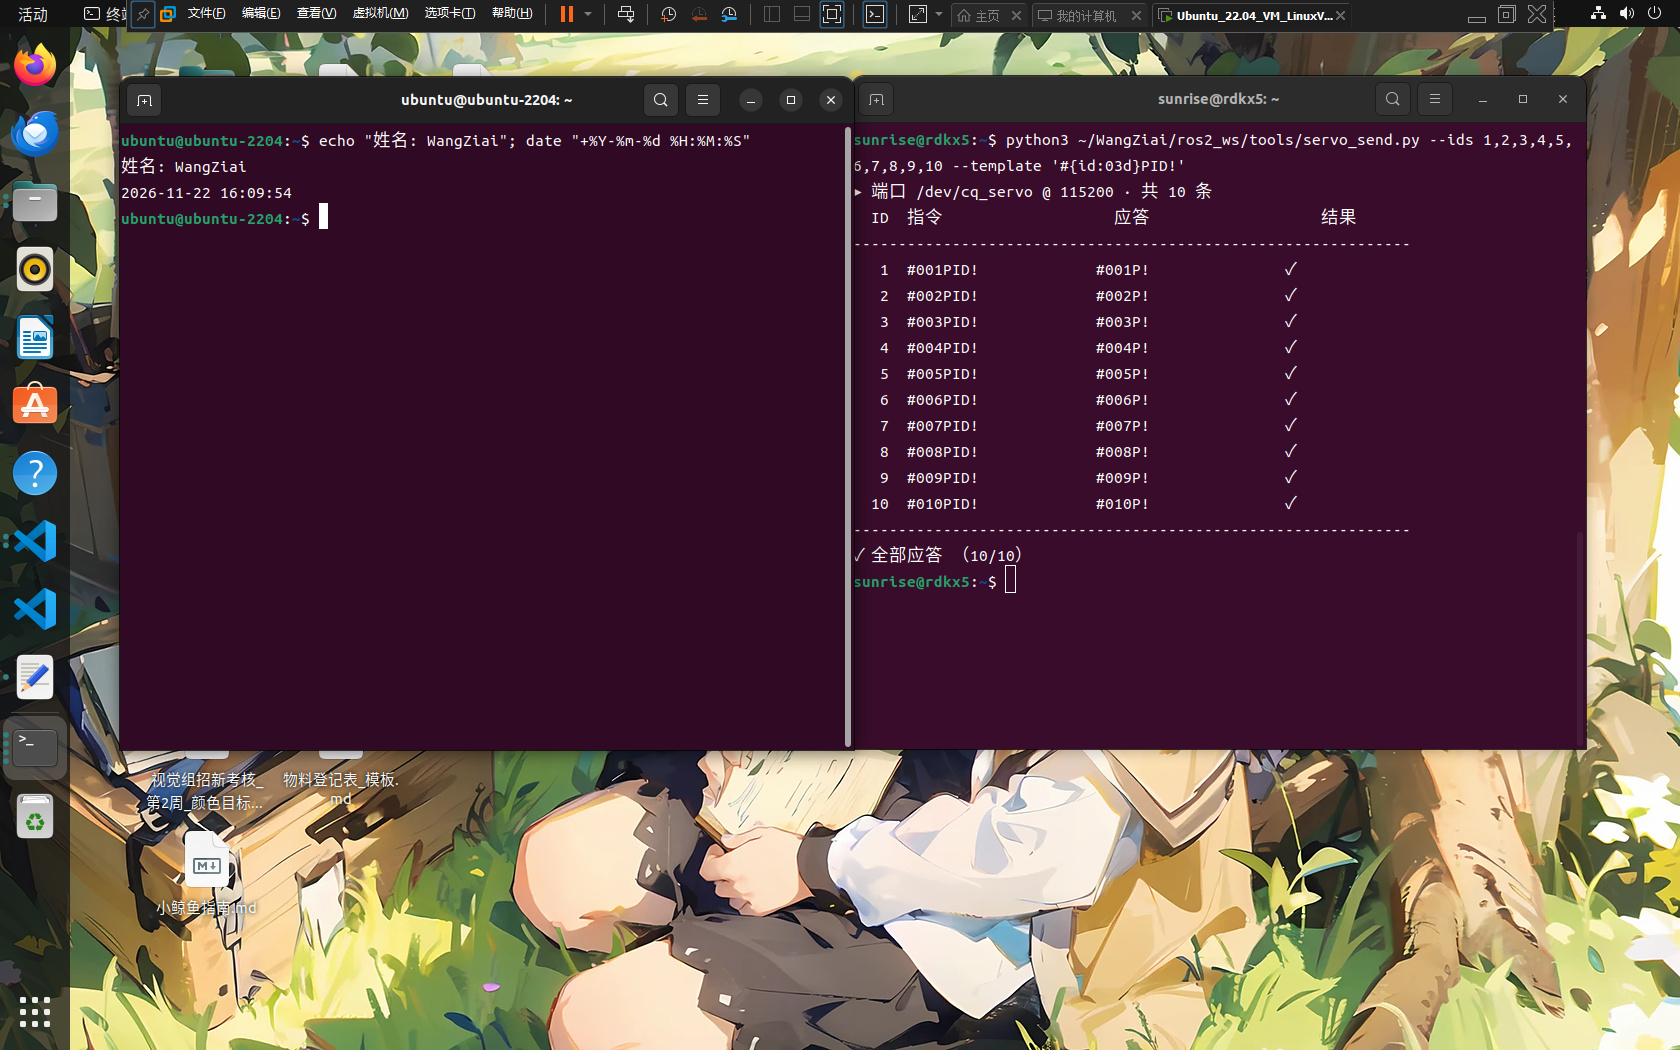 活动
终
文件(F) 编辑(E) 查看(V) 虚拟机(M) 选项卡(T) 帮助(H)
主页
我的计算机
Ubuntu_22.04_VM_LinuxV...
ubuntu@ubuntu-2204: ~
ubuntu@ubuntu-2204:~$ echo "姓名: WangZiai"; date "+%Y-%m-%d %H:%M:%S"
姓名: WangZiai
2026-11-22 16:09:54
ubuntu@ubuntu-2204:~$
sunrise@rdkx5: ~
sunrise@rdkx5:~$ python3 ~/WangZiai/ros2_ws/tools/servo_send.py --ids 1,2,3,4,5,
6,7,8,9,10 --template '#{id:03d}PID!'
▸ 端口 /dev/cq_servo @ 115200 · 共 10 条
ID 指令 应答 结果
--------------------------------------------------------------
1 #001PID! #001P! ✓
2 #002PID! #002P! ✓
3 #003PID! #003P! ✓
4 #004PID! #004P! ✓
5 #005PID! #005P! ✓
6 #006PID! #006P! ✓
7 #007PID! #007P! ✓
8 #008PID! #008P! ✓
9 #009PID! #009P! ✓
10 #010PID! #010P! ✓
--------------------------------------------------------------
✓ 全部应答 （10/10）
sunrise@rdkx5:~$
视觉组招新考核_
第2周_颜色目标...
物料登记表_模板.
md
小鲸鱼指南.md